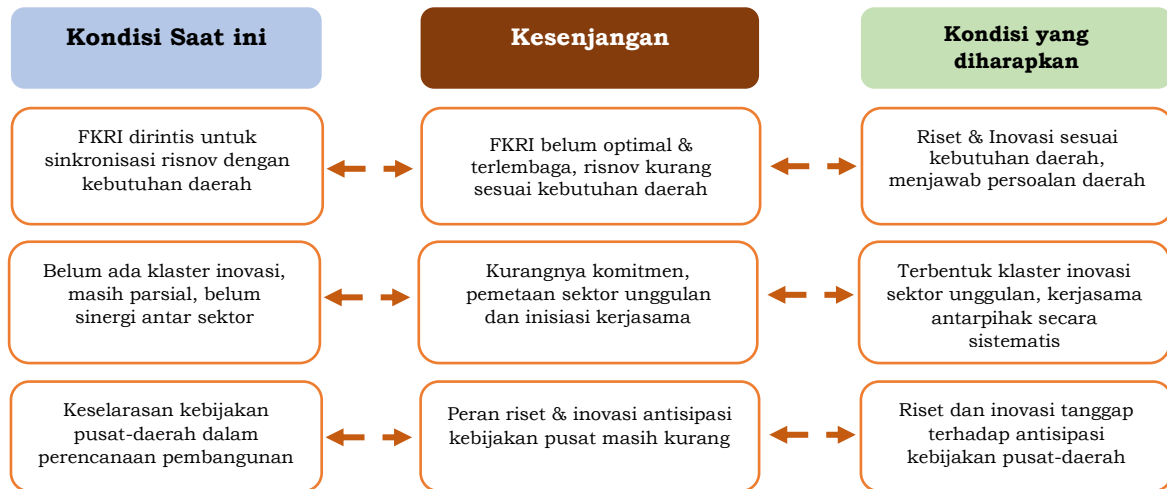 Kondisi Saat ini
Kesenjangan
Kondisi yang
diharapkan
FKRI dirintis untuk
sinkronisasi risnov dengan
kebutuhan daerah
FKRI belum optimal &
terlembaga, risnov kurang
sesuai kebutuhan daerah
Riset & Inovasi sesuai
kebutuhan daerah,
menjawab persoalan daerah
Belum ada klaster inovasi,
masih parsial, belum
sinergi antar sektor
Kurangnya komitmen,
pemetaan sektor unggulan
dan inisiasi kerjasama
Terbentuk klaster inovasi
sektor unggulan, kerjasama
antarpihak secara
sistematis
Keselarasan kebijakan
pusat-daerah dalam
perencanaan pembangunan
Peran riset & inovasi antisipasi
kebijakan pusat masih kurang
Riset dan inovasi tanggap
terhadap antisipasi
kebijakan pusat-daerah